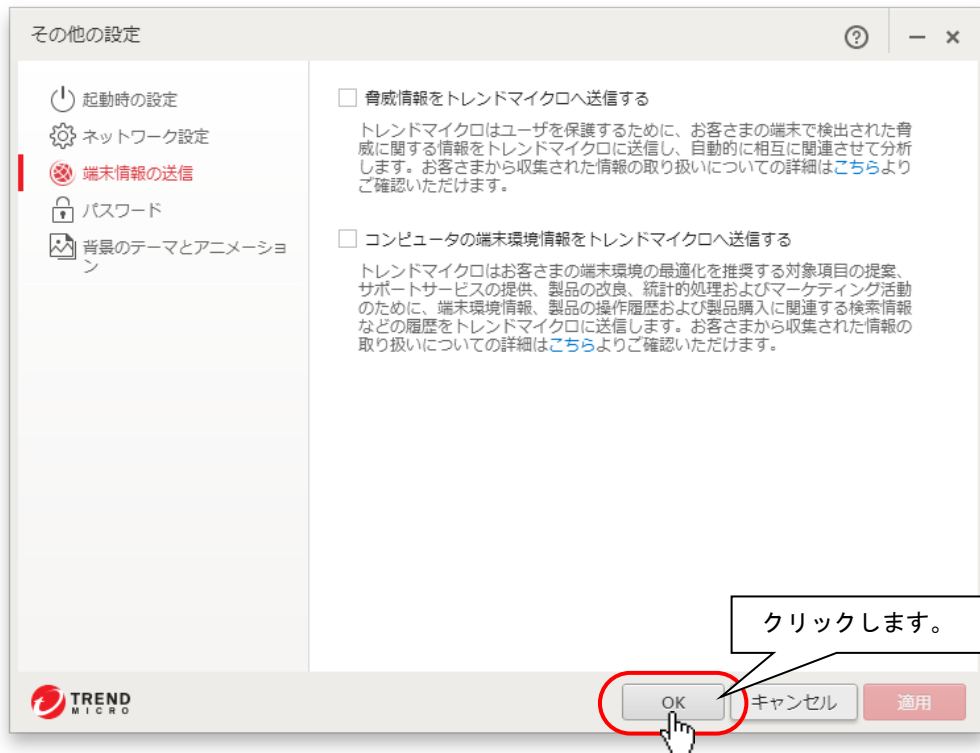 その他の設定
起動時の設定
ネットワーク設定
端末情報の送信
パスワード
背景のテーマとアニメーショ
ン
脅威情報をトレンドマイクロへ送信する
トレンドマイクロはユーザを保護するために、お客さまの端末で検出された脅
威に関する情報をトレンドマイクロに送信し、自動的に相互に関連させて分析
します。お客さまから収集された情報の取り扱いについての詳細はこちらより
ご確認いただけます。
コンピュータの端末環境情報をトレンドマイクロへ送信する
トレンドマイクロはお客さまの端末環境の最適化を推奨する対象項目の提案、
サポートサービスの提供、製品の改良、統計的処理およびマーケティング活動
のために、端末環境情報、製品の操作履歴および製品購入に関連する検索情報
などの履歴をトレンドマイクロに送信します。お客さまから収集された情報の
取り扱いについての詳細はこちらよりご確認いただけます。
クリックします。
TREND
MICRO
OK
キャンセル
適用